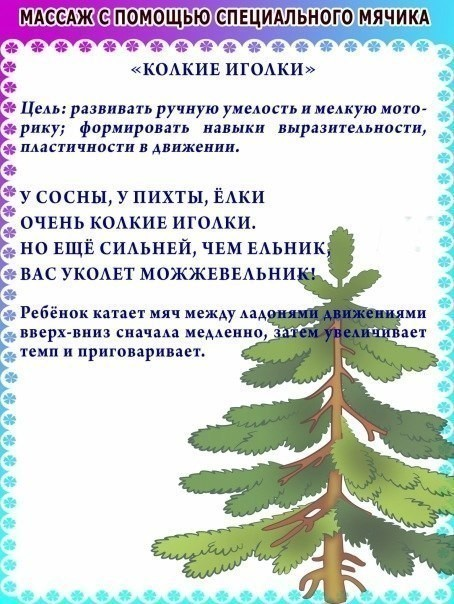 МАССАЖ С ПОМОЩЬЮ СПЕЦИАЛЬНОГО МЯЧИКА
«КОЛКИЕ ИГОЛКИ»
Цель: развивать ручную умелость и мелкую мото-
рику; формировать навыки выразительности,
пластичности в движении.
У СОСНЫ, У ПИХТЫ, ЁЛКИ
ОЧЕНЬ КОЛКИЕ ИГОЛКИ.
НО ЕЩЁ СИЛЬНЕЙ, ЧЕМ ЕЛЬНИК,
ВАС УКОЛЕТ МОЖЖЕВЕЛЬНИК!
Ребёнок катает мяч между ладонями движениями
вверх-вниз сначала медленно, затем увеличивает
темп и приговаривает.